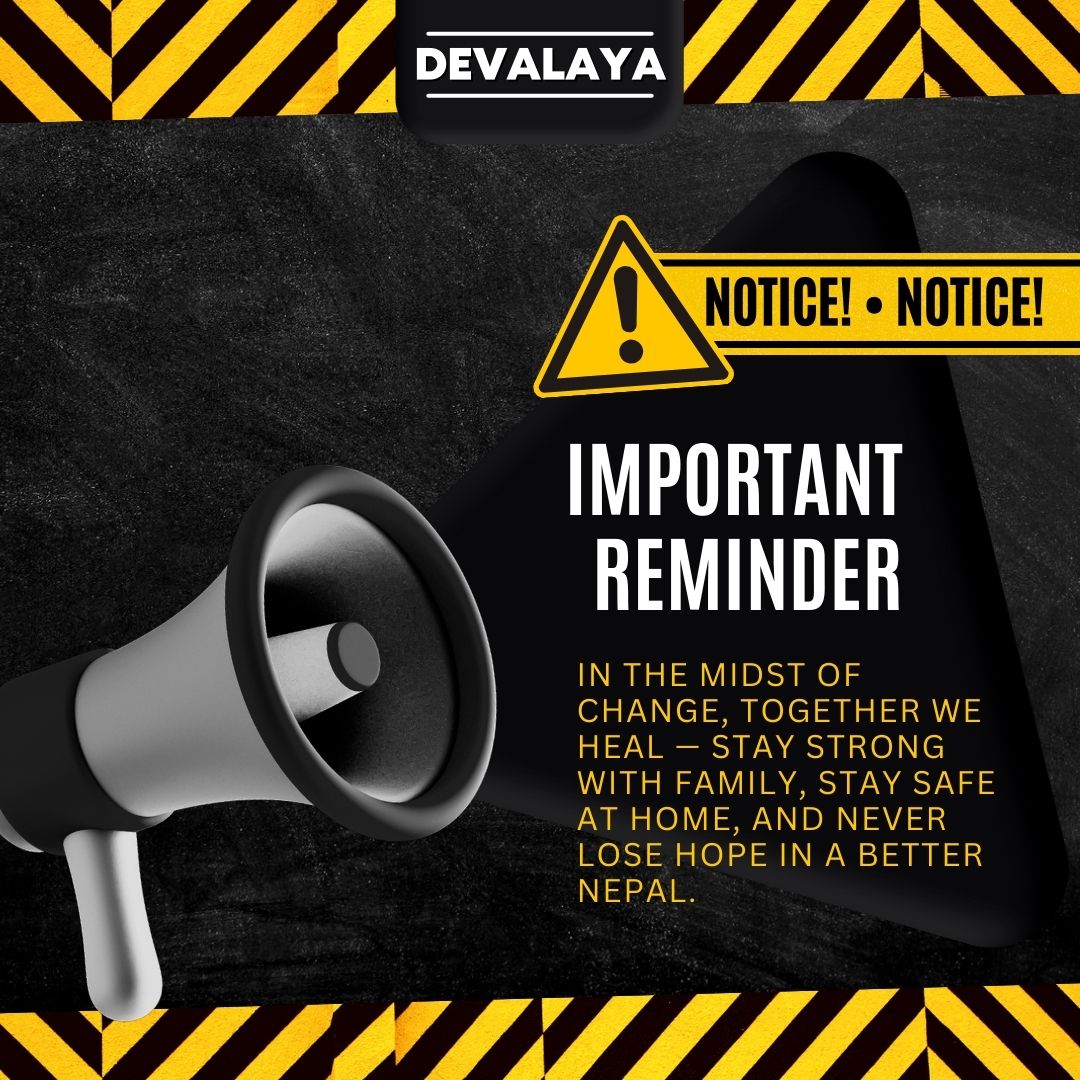 DEVALAYA
NOTICE! • NOTICE!
IMPORTANT
REMINDER
IN THE MIDST OF
CHANGE, TOGETHER WE
HEAL — STAY STRONG
WITH FAMILY, STAY SAFE
AT HOME, AND NEVER
LOSE HOPE IN A BETTER
NEPAL.